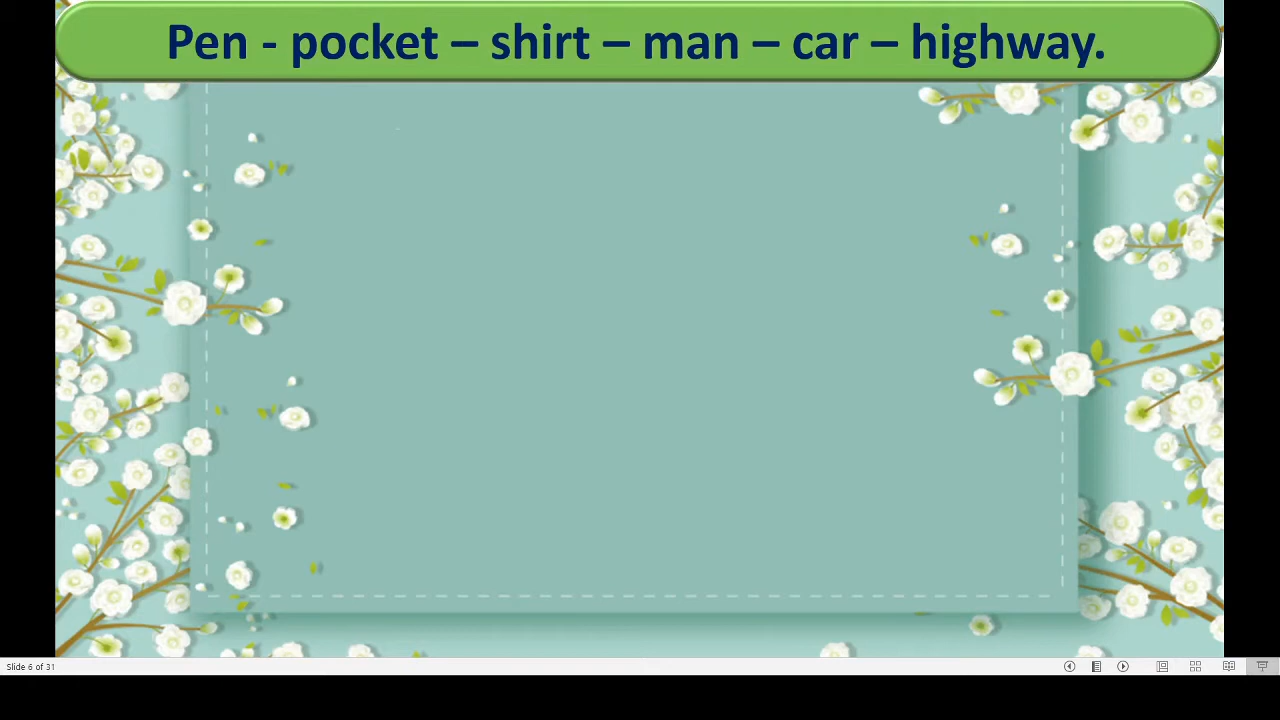 Pen - pocket – shirt – man – car – highway.
Slide 6 of 31